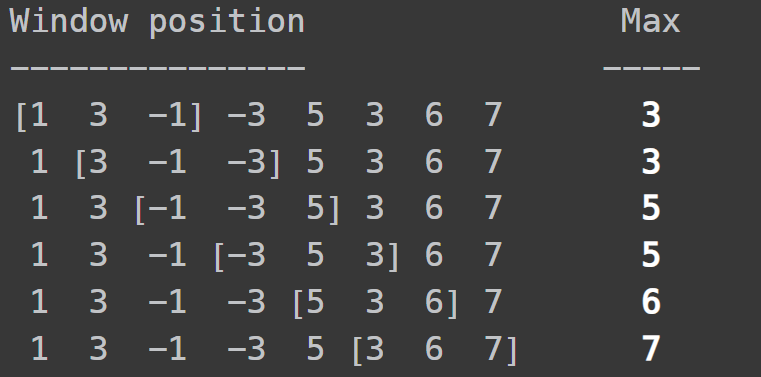 Window position                Max
---------------               -----
[1  3  −1] −3  5  3  6  7       3
 1 [3  −1  −3] 5  3  6  7       3
 1  3 [−1  −3  5] 3  6  7       5
 1  3  −1 [−3  5  3] 6  7       5
 1  3  −1  −3 [5  3  6] 7       6
 1  3  −1  −3  5 [3  6  7]      7